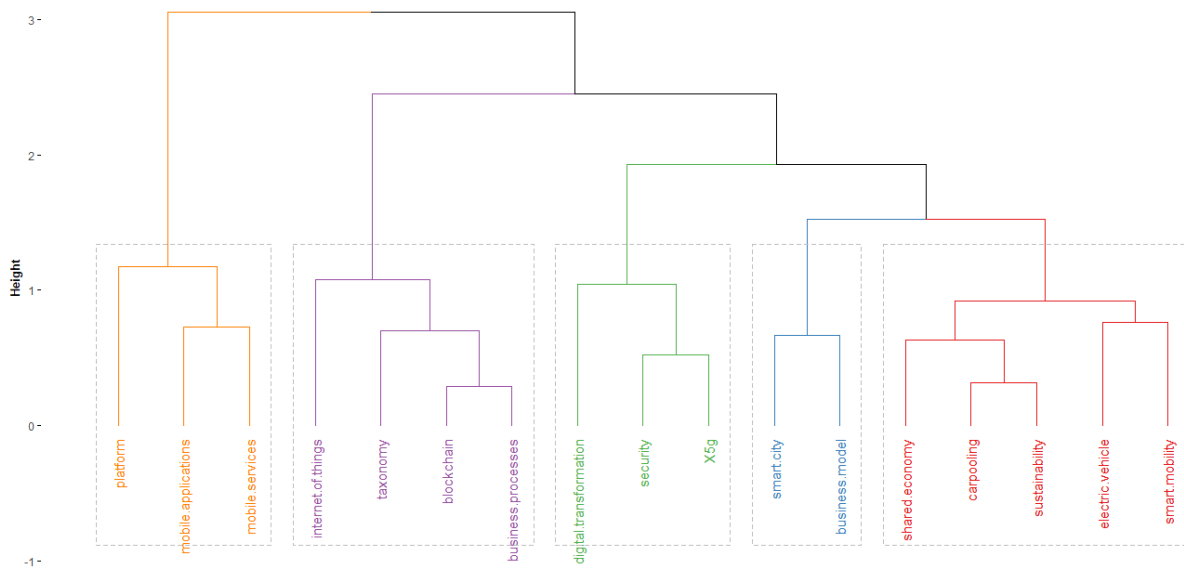 3
2
1
0
-1
Height
platform
mobile.applications
mobile.services
internet.of.things
taxonomy
blockchain
business.processes
digital.transformation
security
X5g
smart.city
business.model
shared.economy
carpooling
sustainability
electric.vehicle
smart.mobility